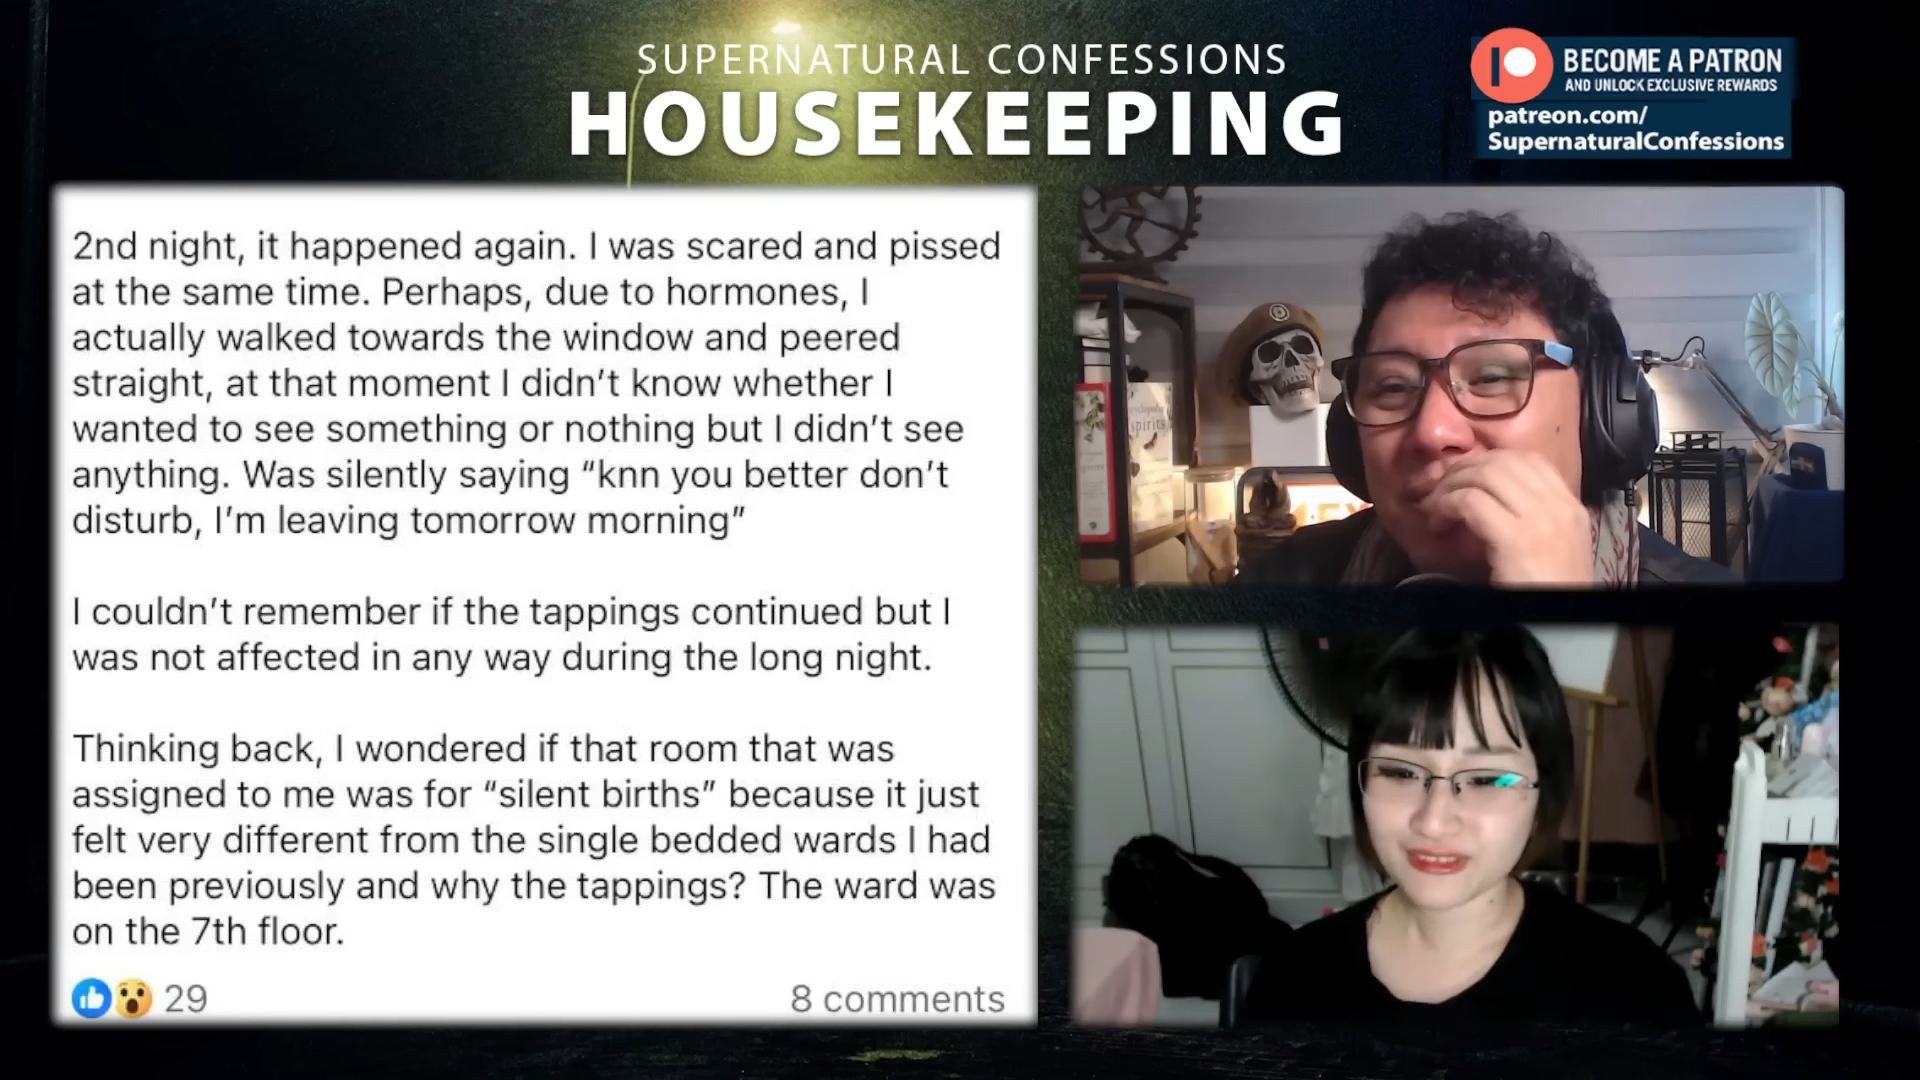 SUPERNATURAL CONFESSIONS
HOUSEKEEPING
BECOME A PATRON
AND UNLOCK EXCLUSIVE REWARDS
patreon.com/
SupernaturalConfessions
2nd night, it happened again. I was scared and pissed
at the same time. Perhaps, due to hormones, I
actually walked towards the window and peered
straight, at that moment I didn’t know whether I
wanted to see something or nothing but I didn’t see
anything. Was silently saying “knn you better don’t
disturb, I’m leaving tomorrow morning”
I couldn’t remember if the tappings continued but I
was not affected in any way during the long night.
Thinking back, I wondered if that room that was
assigned to me was for “silent births” because it just
felt very different from the single bedded wards I had
been previously and why the tappings? The ward was
on the 7th floor.
29
8 comments
spirits